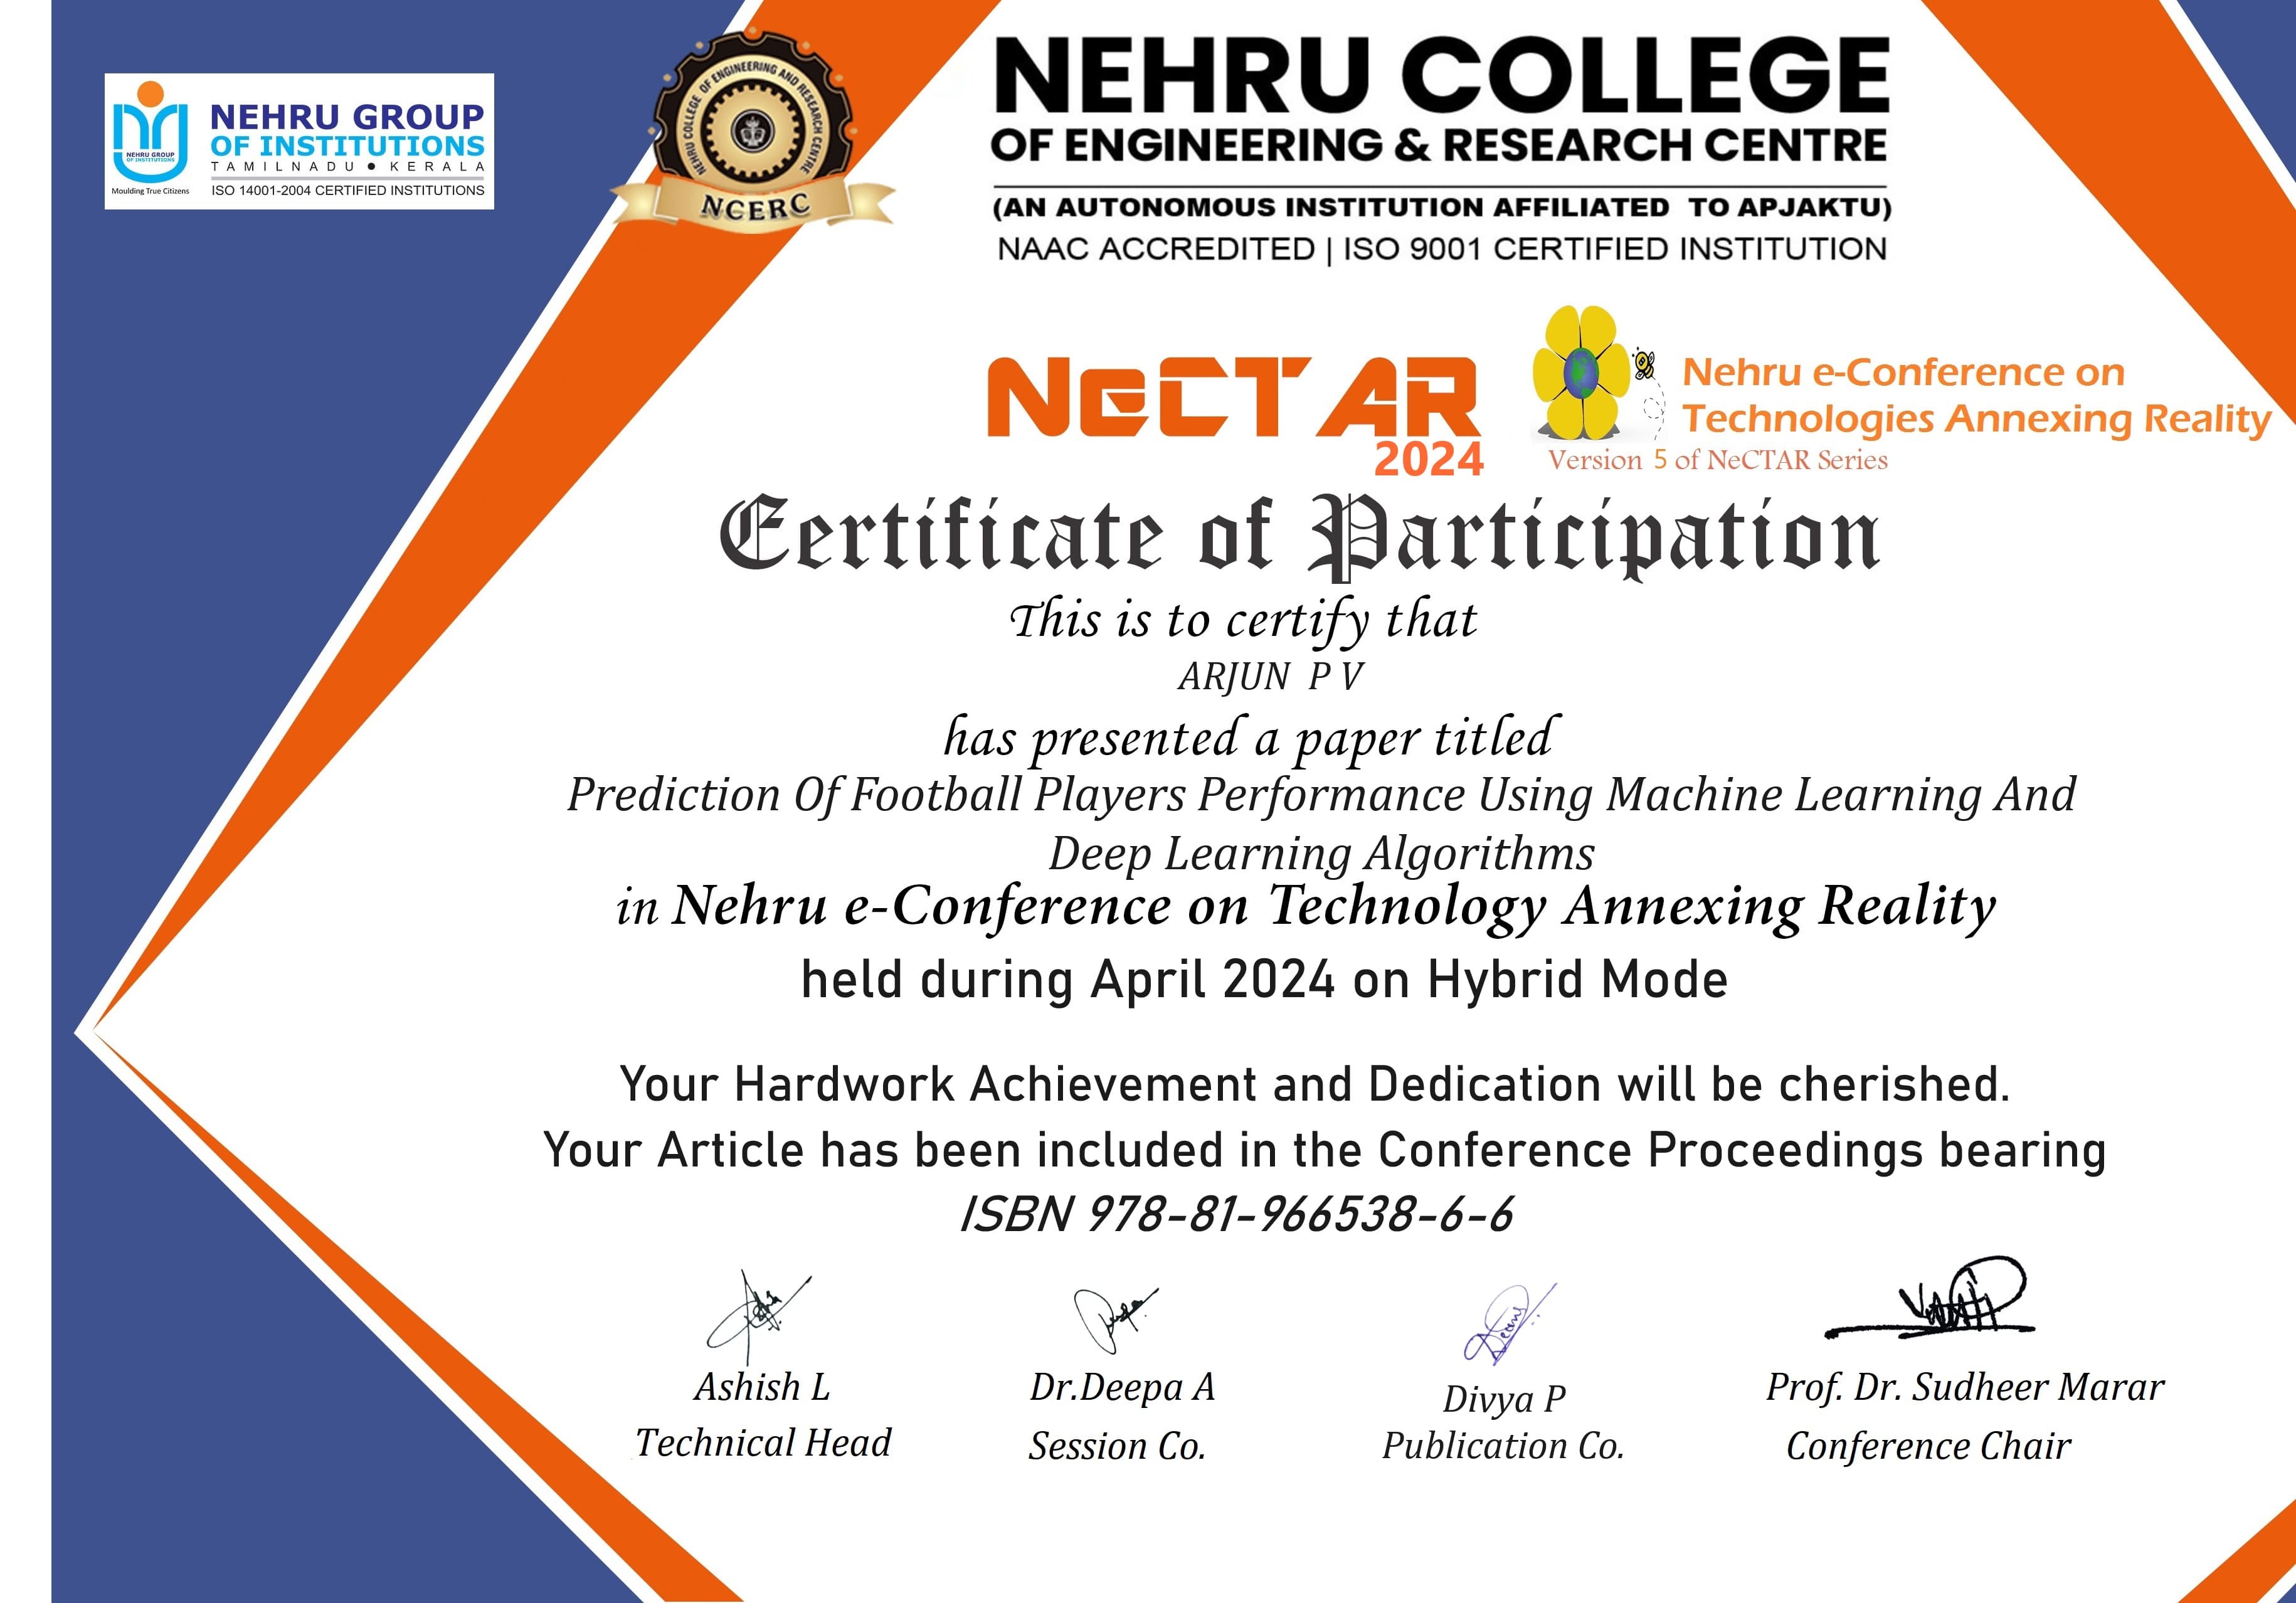 NEHRU GROUP
OF INSTITUTIONS
TAMILNADU ● KERALA
ISO 14001-2004 CERTIFIED INSTITUTIONS
NEHRU GROUP
OF INSTITUTIONS
Moulding True Citizens
NEHRU COLLEGE OF ENGINEERING AND RESEARCH CENTRE
NCERC
NEHRU COLLEGE
OF ENGINEERING & RESEARCH CENTRE
(AN AUTONOMOUS INSTITUTION AFFILIATED TO APJAKTU)
NAAC ACCREDITED | ISO 9001 CERTIFIED INSTITUTION
NeCTAR
2024
Nehru e-Conference on
Technologies Annexing Reality
Version 5 of NeCTAR Series
Certificate of Participation
This is to certify that
ARJUN P V
has presented a paper titled
Prediction Of Football Players Performance Using Machine Learning And
Deep Learning Algorithms
in Nehru e-Conference on Technology Annexing Reality
held during April 2024 on Hybrid Mode
Your Hardwork Achievement and Dedication will be cherished.
Your Article has been included in the Conference Proceedings bearing
ISBN 978-81-966538-6-6
Ashish L
Technical Head
Dr.Deepa A
Session Co.
Divya P
Publication Co.
Prof. Dr. Sudheer Marar
Conference Chair